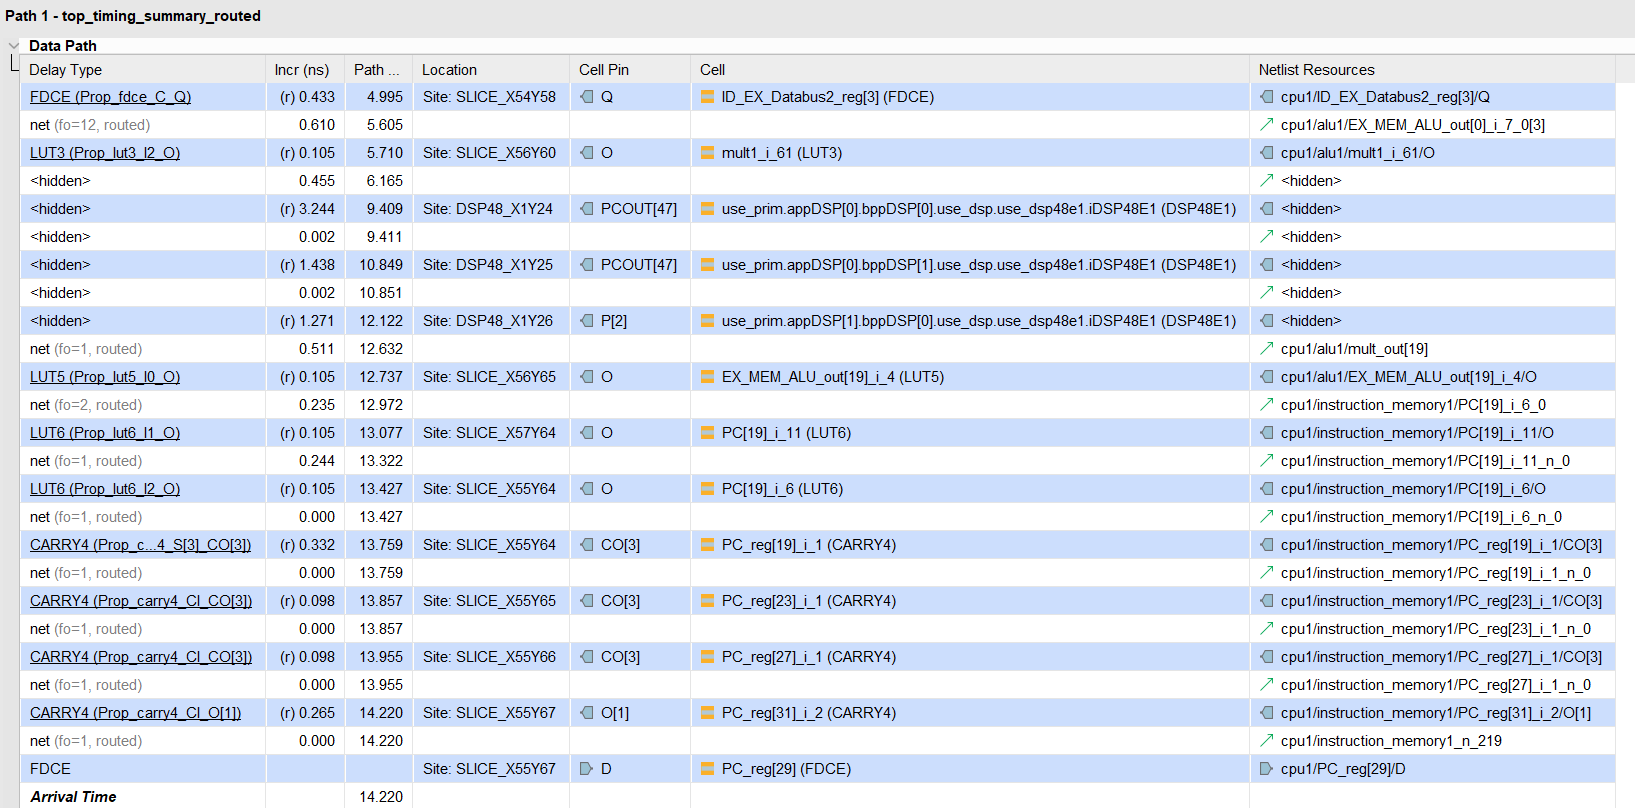 Path 1 - top_timing_summary_routed
Data Path
Delay Type Incr (ns) Path ... Location Cell Pin Cell Netlist Resources
FDCE (Prop_fdce_C_Q) (r) 0.433 4.995 Site: SLICE_X54Y58 Q ID_EX_Databus2_reg[3] (FDCE) cpu1/ID_EX_Databus2_reg[3]/Q
net (fo=12, routed) 0.610 5.605 cpu1/alu1/EX_MEM_ALU_out[0]_i_7_0[3]
LUT3 (Prop_lut3_I2_O) (r) 0.105 5.710 Site: SLICE_X56Y60 O mult1_i_61 (LUT3) cpu1/alu1/mult1_i_61/O
<hidden> 0.455 6.165 <hidden>
<hidden> (r) 3.244 9.409 Site: DSP48_X1Y24 PCOUT[47] use_prim.appDSP[0].bppDSP[0].use_dsp.use_dsp48e1.iDSP48E1 (DSP48E1) <hidden>
<hidden> 0.002 9.411 <hidden>
<hidden> (r) 1.438 10.849 Site: DSP48_X1Y25 PCOUT[47] use_prim.appDSP[0].bppDSP[1].use_dsp.use_dsp48e1.iDSP48E1 (DSP48E1) <hidden>
<hidden> 0.002 10.851 <hidden>
<hidden> (r) 1.271 12.122 Site: DSP48_X1Y26 P[2] use_prim.appDSP[1].bppDSP[0].use_dsp.use_dsp48e1.iDSP48E1 (DSP48E1) <hidden>
net (fo=1, routed) 0.511 12.632 cpu1/alu1/mult_out[19]
LUT5 (Prop_lut5_I0_O) (r) 0.105 12.737 Site: SLICE_X56Y65 O EX_MEM_ALU_out[19]_i_4 (LUT5) cpu1/alu1/EX_MEM_ALU_out[19]_i_4/O
net (fo=2, routed) 0.235 12.972 cpu1/instruction_memory1/PC[19]_i_6_0
LUT6 (Prop_lut6_I1_O) (r) 0.105 13.077 Site: SLICE_X57Y64 O PC[19]_i_11 (LUT6) cpu1/instruction_memory1/PC[19]_i_11/O
net (fo=1, routed) 0.244 13.322 cpu1/instruction_memory1/PC[19]_i_11_n_0
LUT6 (Prop_lut6_I2_O) (r) 0.105 13.427 Site: SLICE_X55Y64 O PC[19]_i_6 (LUT6) cpu1/instruction_memory1/PC[19]_i_6/O
net (fo=1, routed) 0.000 13.427 cpu1/instruction_memory1/PC[19]_i_6_n_0
CARRY4 (Prop_c...4_S[3]_CO[3]) (r) 0.332 13.759 Site: SLICE_X55Y64 CO[3] PC_reg[19]_i_1 (CARRY4) cpu1/instruction_memory1/PC_reg[19]_i_1/CO[3]
net (fo=1, routed) 0.000 13.759 cpu1/instruction_memory1/PC_reg[19]_i_1_n_0
CARRY4 (Prop_carry4_CI_CO[3]) (r) 0.098 13.857 Site: SLICE_X55Y65 CO[3] PC_reg[23]_i_1 (CARRY4) cpu1/instruction_memory1/PC_reg[23]_i_1/CO[3]
net (fo=1, routed) 0.000 13.857 cpu1/instruction_memory1/PC_reg[23]_i_1_n_0
CARRY4 (Prop_carry4_CI_CO[3]) (r) 0.098 13.955 Site: SLICE_X55Y66 CO[3] PC_reg[27]_i_1 (CARRY4) cpu1/instruction_memory1/PC_reg[27]_i_1/CO[3]
net (fo=1, routed) 0.000 13.955 cpu1/instruction_memory1/PC_reg[27]_i_1_n_0
CARRY4 (Prop_carry4_CI_O[1]) (r) 0.265 14.220 Site: SLICE_X55Y67 O[1] PC_reg[31]_i_2 (CARRY4) cpu1/instruction_memory1/PC_reg[31]_i_2/O[1]
net (fo=1, routed) 0.000 14.220 cpu1/instruction_memory1_n_219
FDCE Site: SLICE_X55Y67 D PC_reg[29] (FDCE) cpu1/PC_reg[29]/D
Arrival Time 14.220